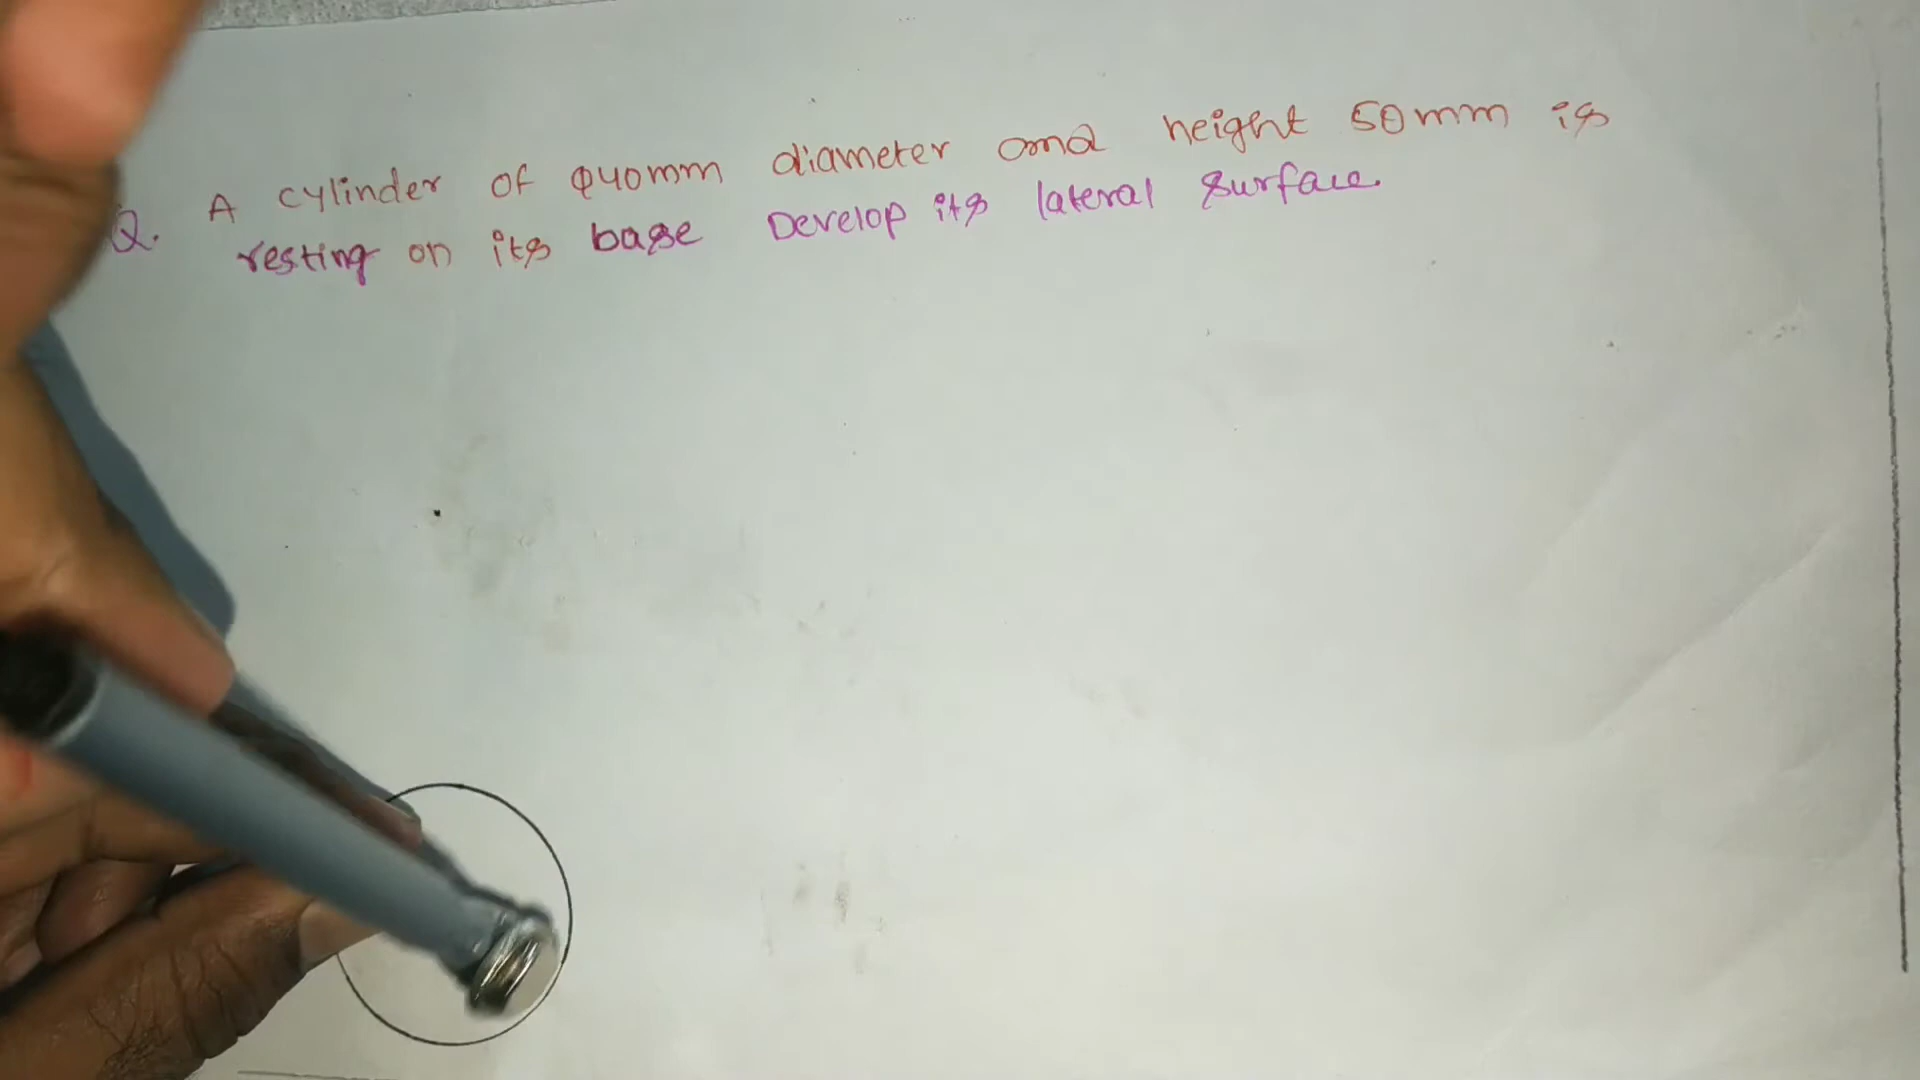 Q. A cylinder of φ40mm diameter and height 50mm is
resting on its base Develop its lateral surface.